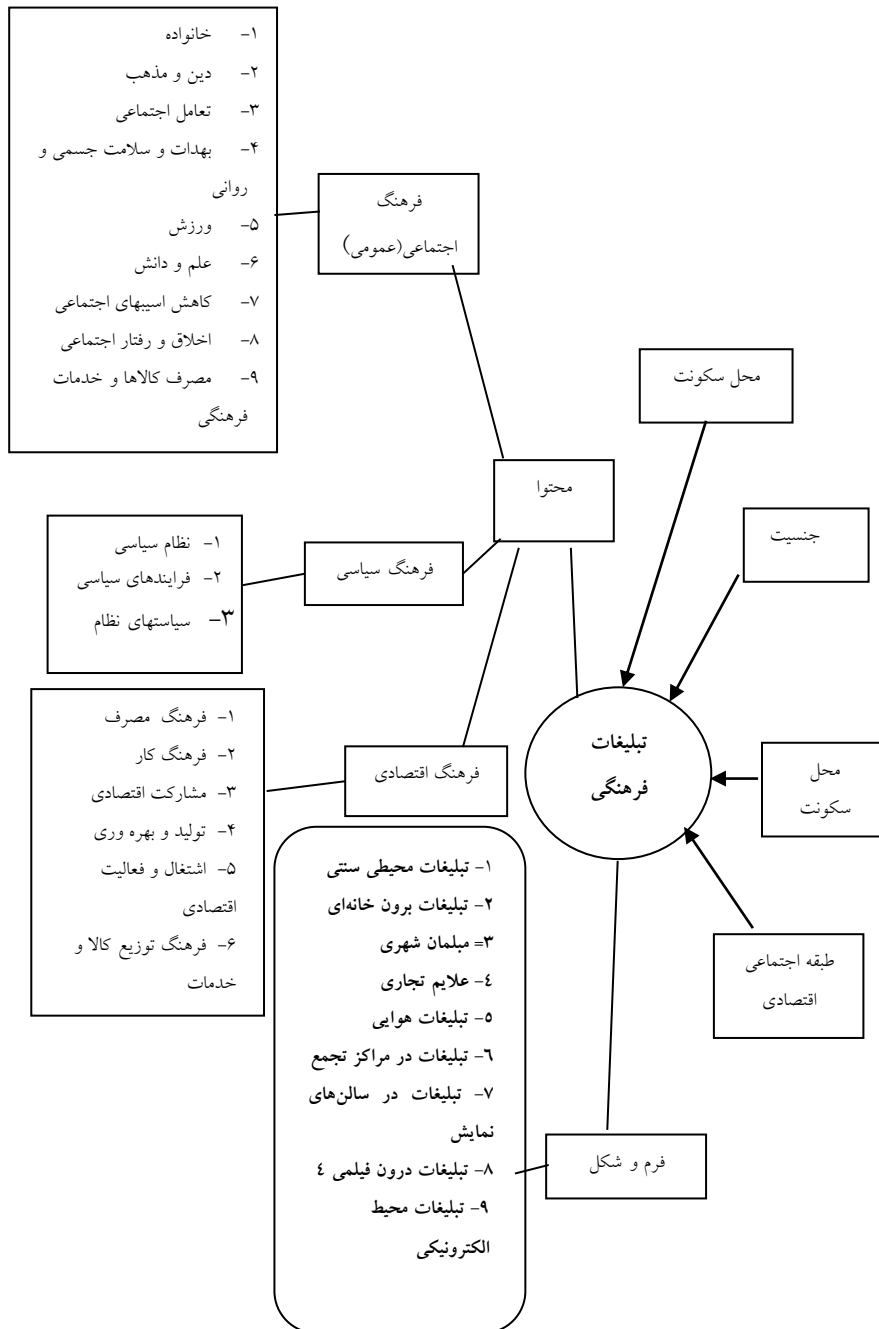 ۱- خانواده
۲- دین و مذهب
۳- تعامل اجتماعی
۴- بهدات و سلامت جسمی و
روانی
۵- ورزش
۶- علم و دانش
۷- کاهش اسیبهای اجتماعی
۸- اخلاق و رفتار اجتماعی
۹- مصرف کالاها و خدمات
فرهنگی
فرهنگ
اجتماعی(عمومی)
محل سکونت
محتوا
جنسیت
فرهنگ سیاسی
۱- نظام سیاسی
۲- فرایندهای سیاسی
۳- سیاستهای نظام
تبلیغات
فرهنگی
محل
سکونت
فرهنگ اقتصادی
۱- فرهنگ مصرف
۲- فرهنگ کار
۳- مشارکت اقتصادی
۴- تولید و بهره وری
۵- اشتغال و فعالیت
اقتصادی
۶- فرهنگ توزیع کالا و
خدمات
طبقه اجتماعی
اقتصادی
۱- تبلیغات محیطی سنتی
۲- تبلیغات برون خانه‌ای
۳= مبلمان شهری
٤- علایم تجاری
٥- تبلیغات هوایی
٦- تبلیغات در مراکز تجمع
۷- تبلیغات در سالن‌های
نمایش
۸- تبلیغات درون فیلمی ٤
۹- تبلیغات محیط
الکترونیکی
فرم و شکل